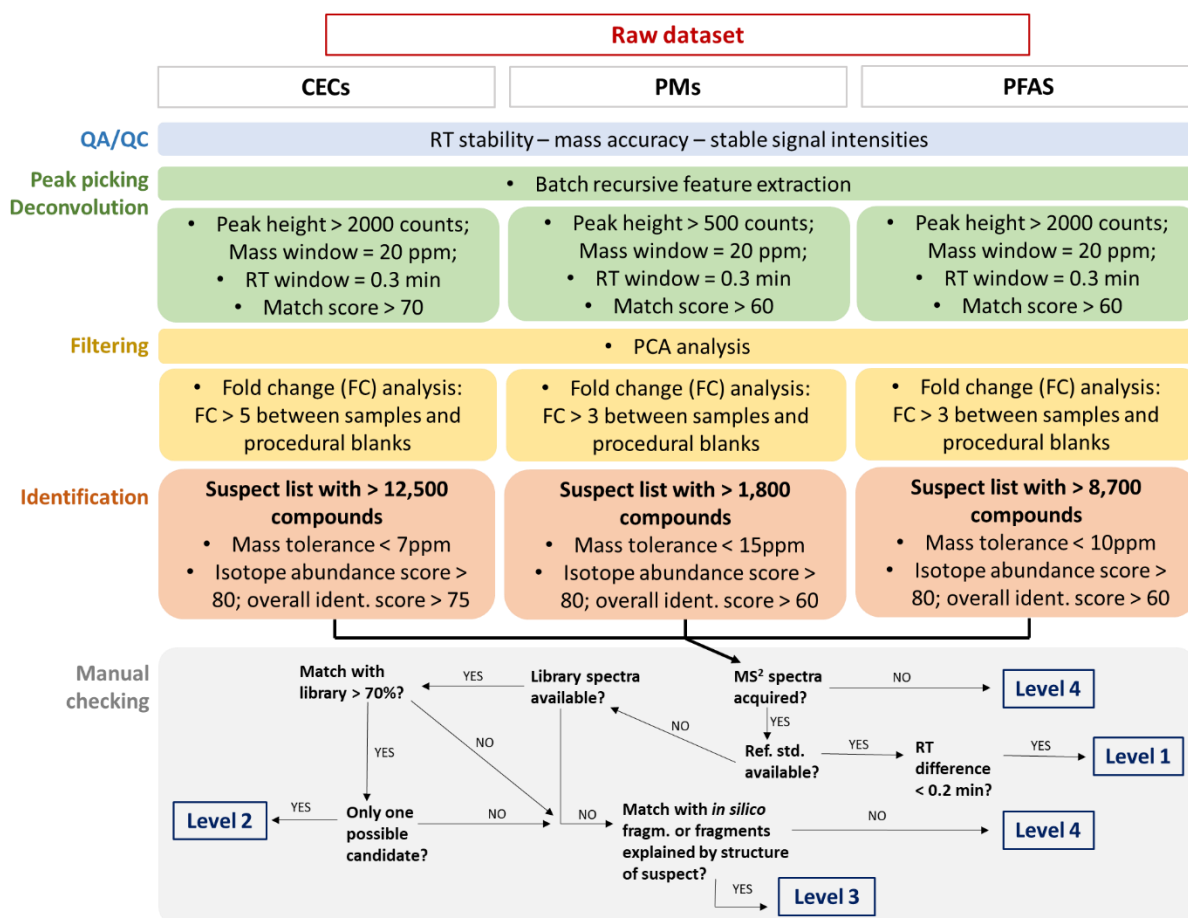 Raw dataset
CECs
PMs
PFAS
QA/QC
RT stability – mass accuracy – stable signal intensities
Peak picking
Deconvolution
• Batch recursive feature extraction
• Peak height > 2000 counts;
Mass window = 20 ppm;
• RT window = 0.3 min
• Match score > 70
• Peak height > 500 counts;
Mass window = 20 ppm;
• RT window = 0.3 min
• Match score > 60
• Peak height > 2000 counts;
Mass window = 20 ppm;
• RT window = 0.3 min
• Match score > 60
Filtering
• PCA analysis
• Fold change (FC) analysis:
FC > 5 between samples and
procedural blanks
• Fold change (FC) analysis:
FC > 3 between samples and
procedural blanks
• Fold change (FC) analysis:
FC > 3 between samples and
procedural blanks
Identification
Suspect list with > 12,500
compounds
• Mass tolerance < 7ppm
• Isotope abundance score >
80; overall ident. score > 75
Suspect list with > 1,800
compounds
• Mass tolerance < 15ppm
• Isotope abundance score >
80; overall ident. score > 60
Suspect list with > 8,700
compounds
• Mass tolerance < 10ppm
• Isotope abundance score >
80; overall ident. score > 60
Manual
checking
Match with
library > 70%?
YES
Library spectra
available?
MS² spectra
acquired?
NO
Level 4
YES
NO
YES
NO
Ref. std.
available?
YES
RT
difference
< 0.2 min?
YES
Level 1
Level 2
YES
Only one
possible
candidate?
NO
NO
Match with in silico
fragm. or fragments
explained by structure
of suspect?
NO
Level 4
YES
Level 3